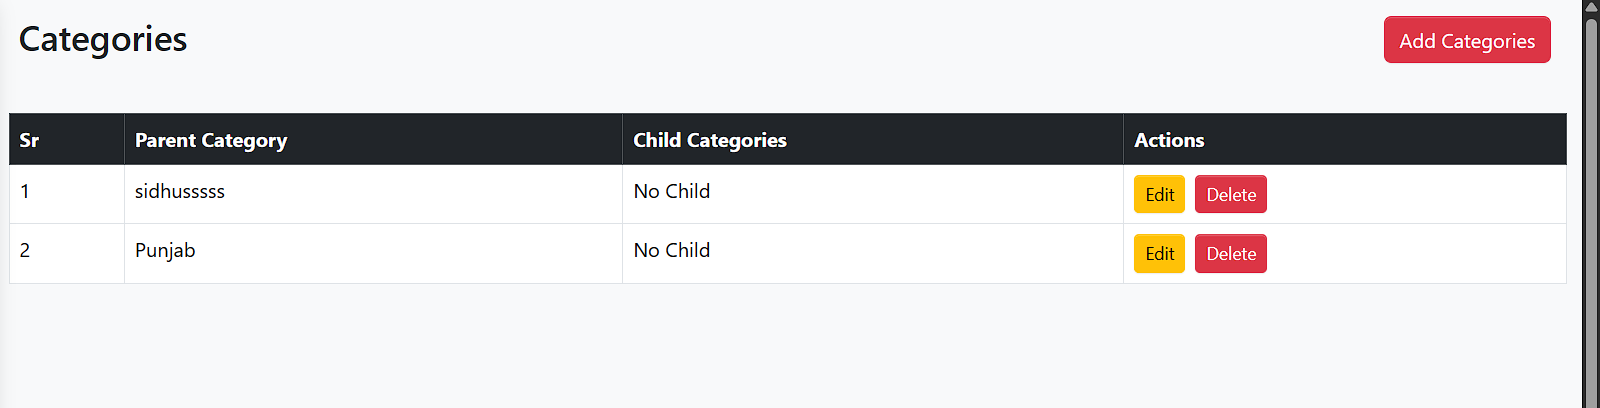 Categories
Add Categories
Sr Parent Category Child Categories Actions
1 sidhusssss No Child Edit Delete
2 Punjab No Child Edit Delete